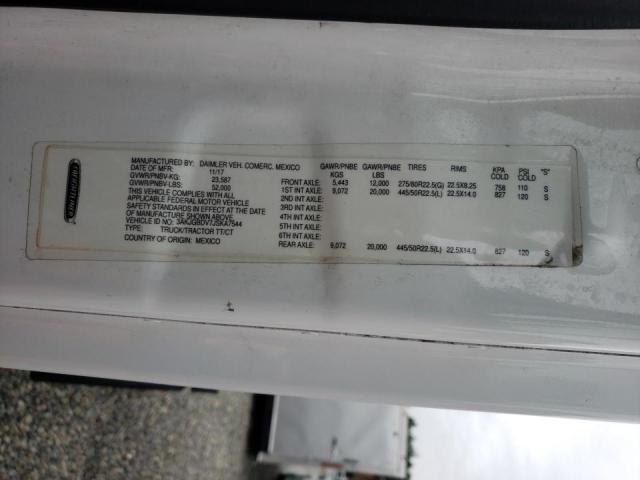 FREIGHTLINER
MANUFACTURED BY: DAIMLER VEH. COMERC. MEXICO
DATE OF MFR: 11/17
GVWR/PNBV-KG: 23,587
GVWR/PNBV-LBS: 52,000
THIS VEHICLE COMPLIES WITH ALL
APPLICABLE FEDERAL MOTOR VEHICLE
SAFETY STANDARDS IN EFFECT AT DATE
OF MANUFACTURE SHOWN ABOVE.
VEHICLE ID NO: 3AKJGBDV7JSKA7544
TYPE: TRUCK/TRACTOR TT/CT
COUNTRY OF ORIGIN: MEXICO
GAWR/PNBE KGS GAWR/PNBE LBS TIRES RIMS KPA COLD PSI COLD "S"
FRONT AXLE: 5,443 12,000 275/80R22.5(G) 22.5X8.25 758 110 S
1ST INT AXLE: 9,072 20,000 445/50R22.5(L) 22.5X14.0 827 120 S
2ND INT AXLE:
3RD INT AXLE:
4TH INT AXLE:
5TH INT AXLE:
6TH INT AXLE:
REAR AXLE: 9,072 20,000 445/50R22.5(L) 22.5X14.0 827 120 S